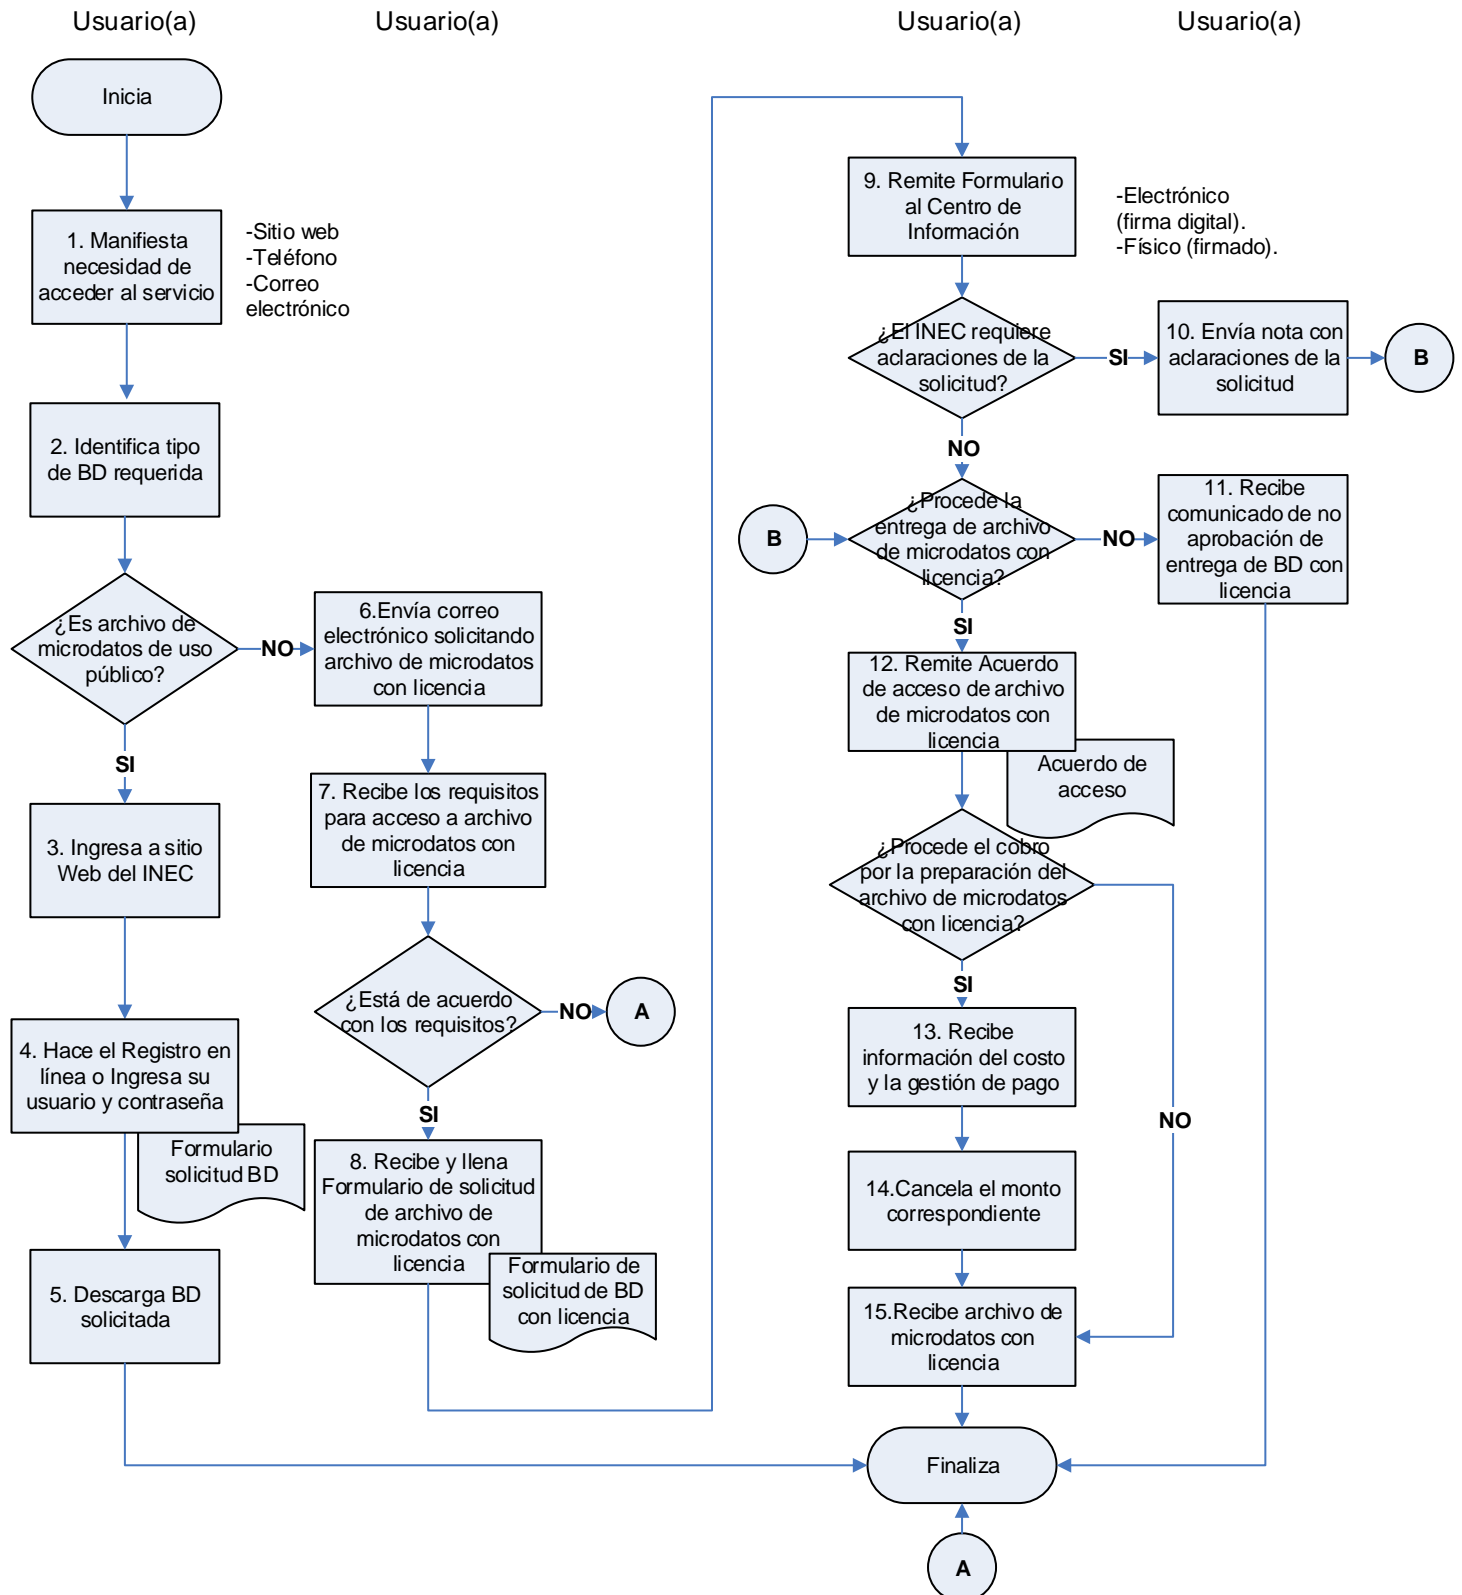 Usuario(a)
Usuario(a)
Usuario(a)
Usuario(a)
Inicia
1. Manifiesta
necesidad de
acceder al servicio
-Sitio web
-Teléfono
-Correo
electrónico
2. Identifica tipo
de BD requerida
¿Es archivo de
microdatos de uso
público?
NO
SI
3. Ingresa a sitio
Web del INEC
4. Hace el Registro en
línea o Ingresa su
usuario y contraseña
Formulario
solicitud BD
5. Descarga BD
solicitada
6.Envía correo
electrónico solicitando
archivo de microdatos
con licencia
7. Recibe los requisitos
para acceso a archivo
de microdatos con
licencia
¿Está de acuerdo
con los requisitos?
NO
A
SI
8. Recibe y llena
Formulario de solicitud
de archivo de
microdatos con
licencia
Formulario de
solicitud de BD
con licencia
9. Remite Formulario
al Centro de
Información
-Electrónico
(firma digital).
-Físico (firmado).
¿El INEC requiere
aclaraciones de la
solicitud?
SI
10. Envía nota con
aclaraciones de la
solicitud
B
NO
B
¿Procede la
entrega de archivo
de microdatos con
licencia?
NO
11. Recibe
comunicado de no
aprobación de
entrega de BD con
licencia
SI
12. Remite Acuerdo
de acceso de archivo
de microdatos con
licencia
Acuerdo de
acceso
¿Procede el cobro
por la preparación del
archivo de microdatos
con licencia?
SI
NO
13. Recibe
información del costo
y la gestión de pago
14.Cancela el monto
correspondiente
15.Recibe archivo de
microdatos con
licencia
Finaliza
A